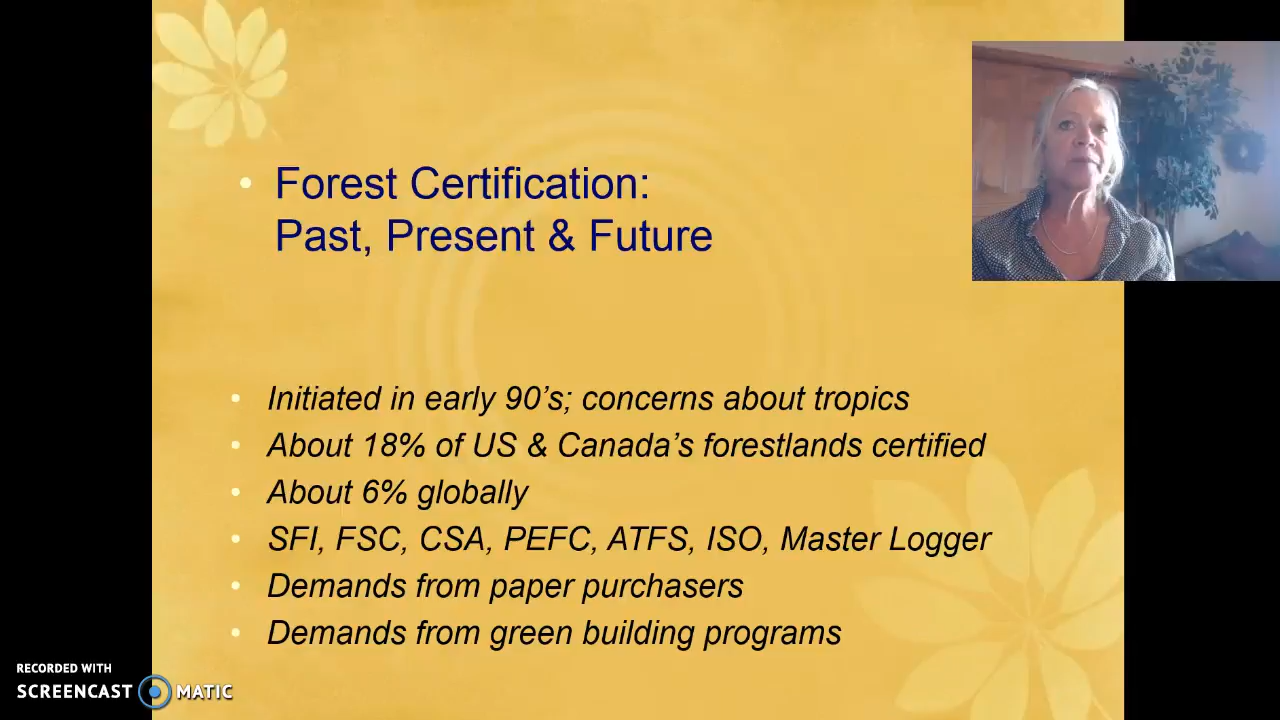 Forest Certification:
Past, Present & Future
Initiated in early 90’s; concerns about tropics
About 18% of US & Canada’s forestlands certified
About 6% globally
SFI, FSC, CSA, PEFC, ATFS, ISO, Master Logger
Demands from paper purchasers
Demands from green building programs
RECORDED WITH
SCREENCAST MATIC